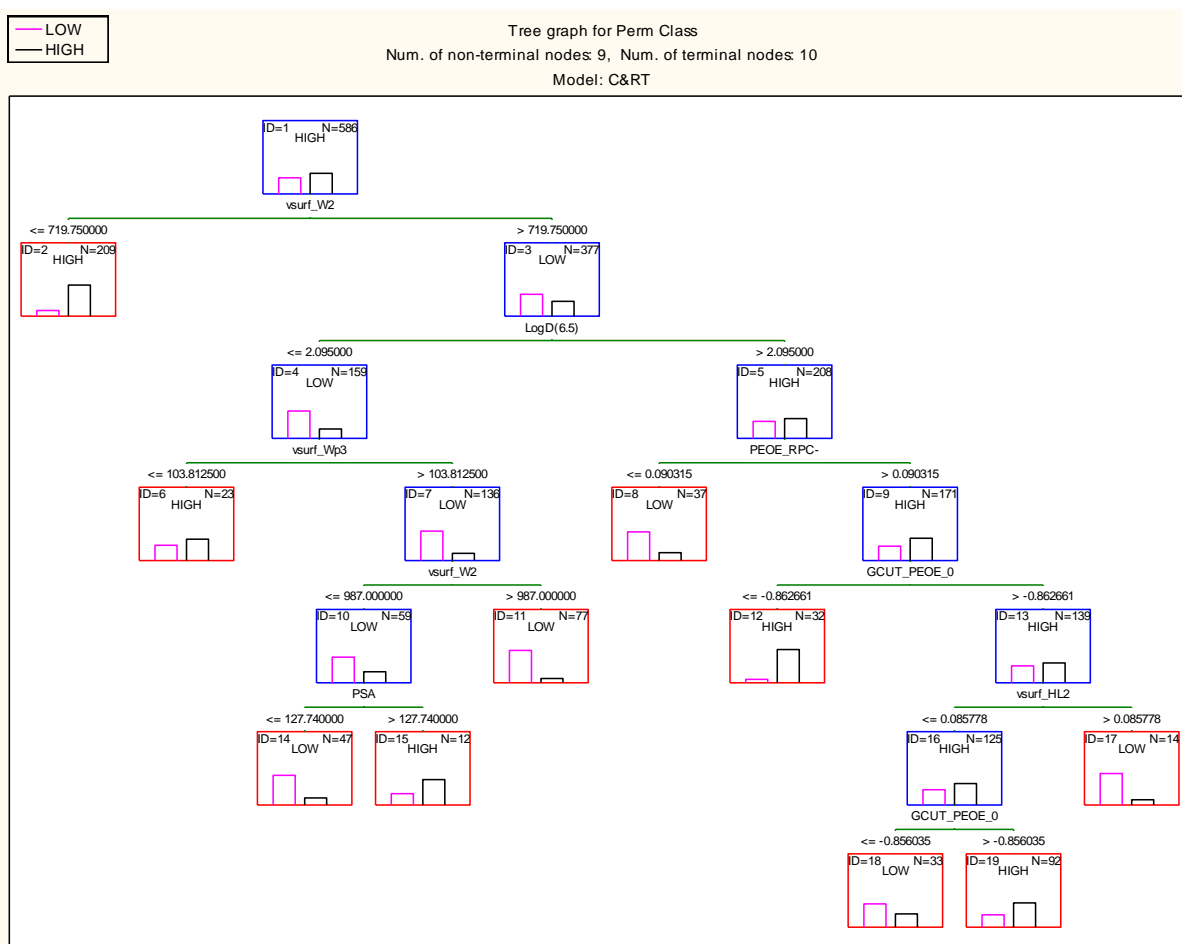 LOW
HIGH
Tree graph for Perm Class
Num. of non-terminal nodes: 9, Num. of terminal nodes: 10
Model: C&RT
ID=1 N=586
HIGH
vsurf_W2
<= 719.750000 > 719.750000
ID=2 N=209 ID=3 N=377
HIGH LOW
LogD(6.5)
<= 2.095000 > 2.095000
ID=4 N=159 ID=5 N=208
LOW HIGH
vsurf_Wp3 PEOE_RPC-
<= 103.812500 > 103.812500 <= 0.090315 > 0.090315
ID=6 N=23 ID=7 N=136 ID=8 N=37 ID=9 N=171
HIGH LOW LOW HIGH
vsurf_W2 GCUT_PEOE_0
<= 987.000000 > 987.000000 <= -0.862661 > -0.862661
ID=10 N=59 ID=11 N=77 ID=12 N=32 ID=13 N=139
LOW LOW HIGH HIGH
PSA vsurf_HL2
<= 127.740000 > 127.740000 <= 0.085778 > 0.085778
ID=14 N=47 ID=15 N=12 ID=16 N=125 ID=17 N=14
LOW HIGH HIGH LOW
GCUT_PEOE_0
<= -0.856035 > -0.856035
ID=18 N=33 ID=19 N=92
LOW HIGH